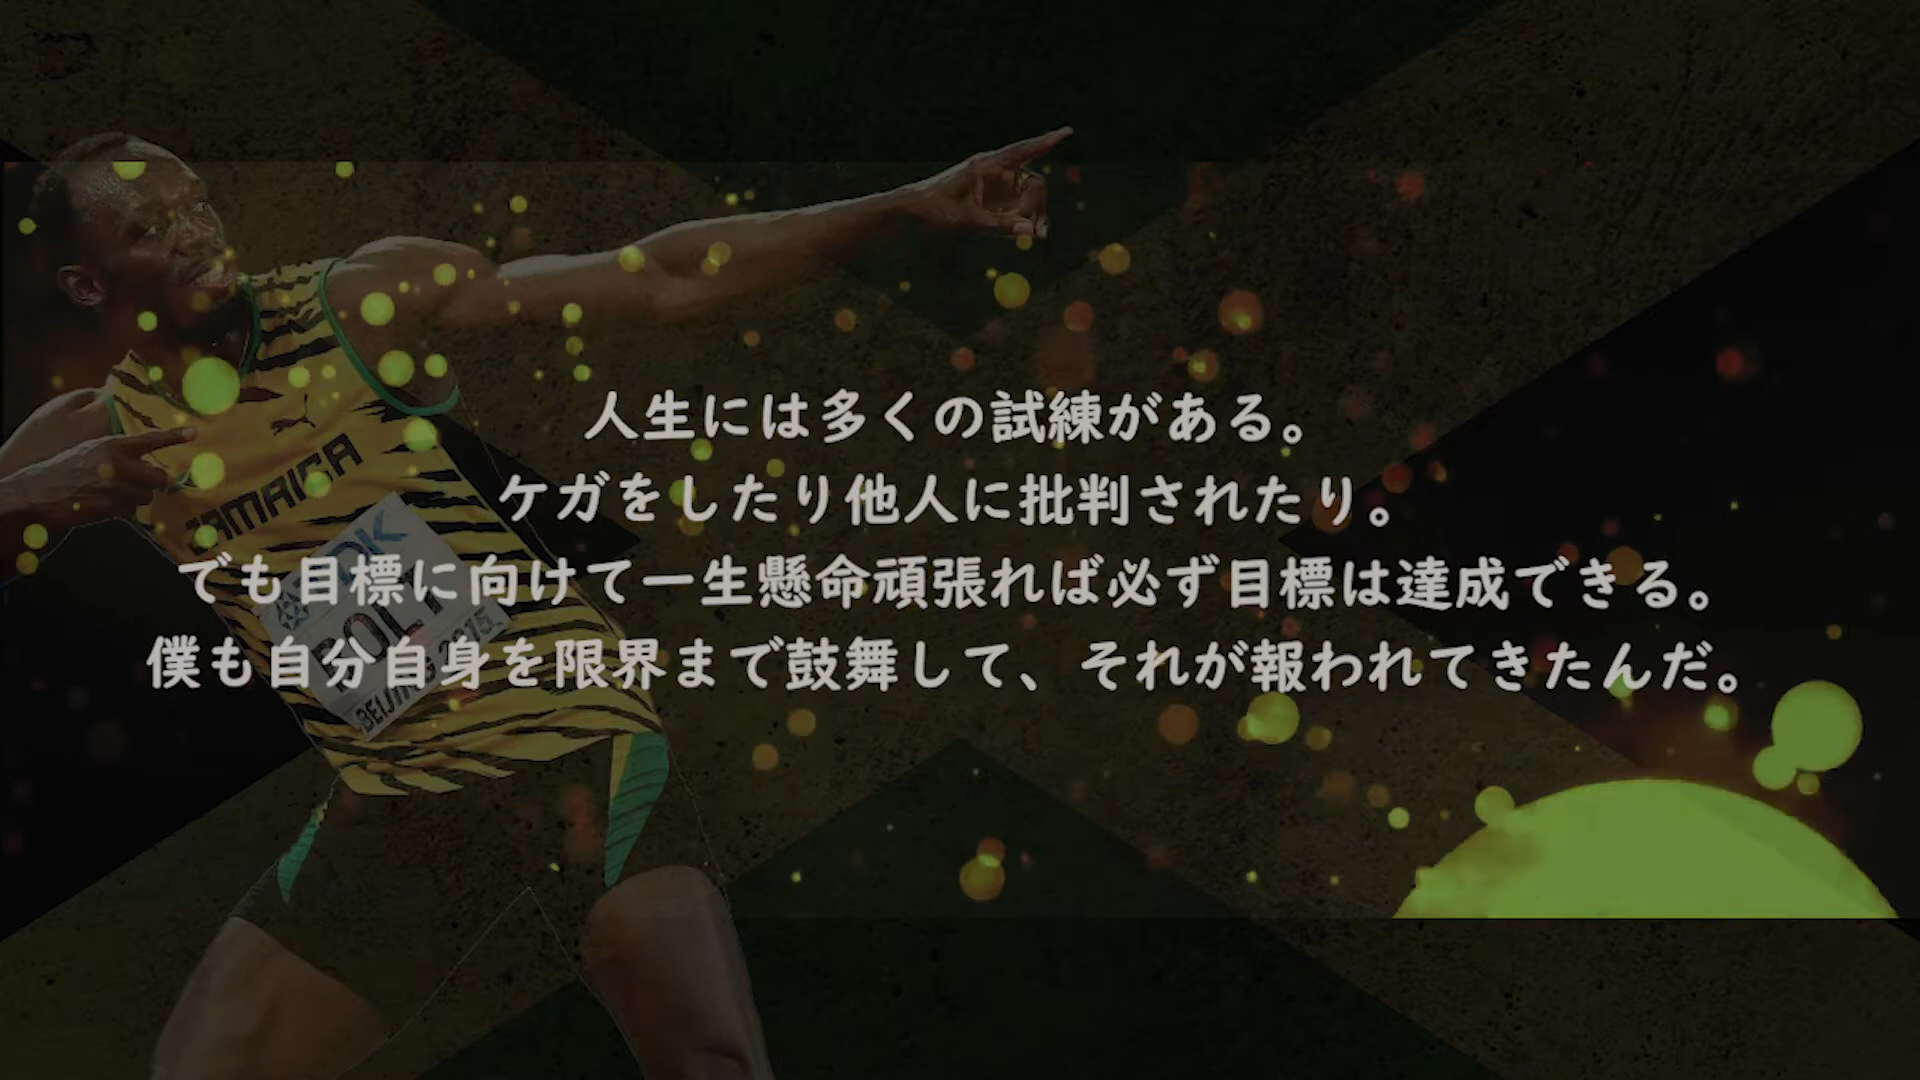 人生には多くの試練がある。
ケガをしたり他人に批判されたり。
でも目標に向けて一生懸命頑張れば必ず目標は達成できる。
僕も自分自身を限界まで鼓舞して、それが報われてきたんだ。
JAMAICA
BOLT
BEIJING 2015